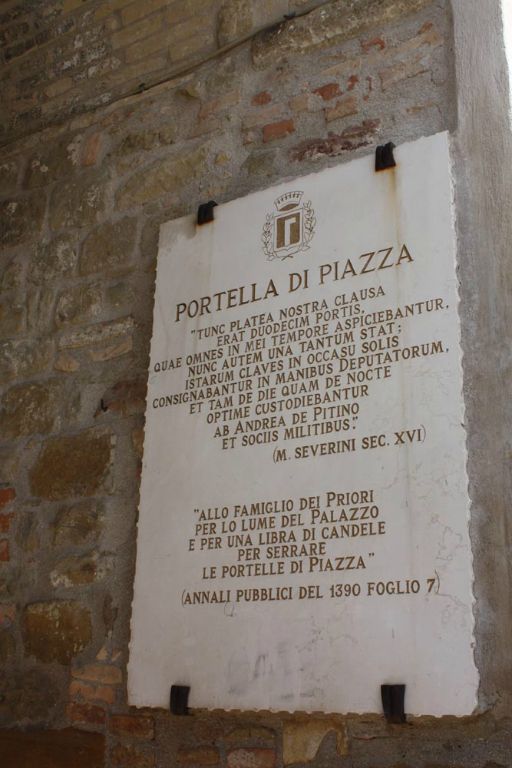 PORTELLA DI PIAZZA
"TUNC PLATEA NOSTRA CLAUSA
ERAT DUODECIM PORTIS,
QUAE OMNES IN MEI TEMPORE ASPICIEBANTUR.
NUNC AUTEM UNA TANTUM STAT;
ISTARUM CLAVES IN OCCASU SOLIS
CONSIGNABANTUR IN MANIBUS DEPUTATORUM,
ET TAM DE DIE QUAM DE NOCTE
OPTIME CUSTODIEBANTUR
AB ANDREA DE PITINO
ET SOCIIS MILITIBUS."
(M. SEVERINI SEC. XVI)
"ALLO FAMIGLIO DEI PRIORI
PER LO LUME DEL PALAZZO
E PER UNA LIBRA DI CANDELE
PER SERRARE
LE PORTELLE DI PIAZZA"
(ANNALI PUBBLICI DEL 1390 FOGLIO 7)